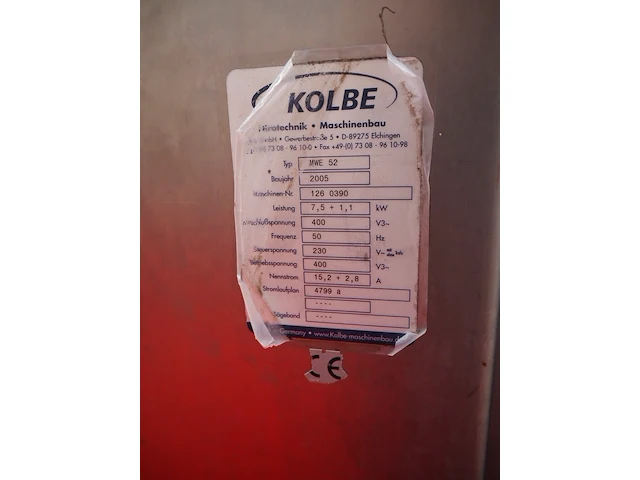 KOLBE
Nirotechnik • Maschinenbau
GmbH • Gewerbestraße 5 • D-89275 Elchingen
73 08 - 96 10-0 • Fax +49-(0) 73 08 - 96 10-98
Typ MWE 52
Baujahr 2005
Maschinen-Nr. 126 0390
Leistung 7,5 + 1,1 kW
Anschlußspannung 400 V3~
Frequenz 50 Hz
Steuerspannung 230 V~
Betriebsspannung 400 V3~
Nennstrom 15,2 + 2,8 A
Stromlaufplan 4799 a
----
Sägeband ----
Germany • www.Kolbe-maschinenbau.d
CE